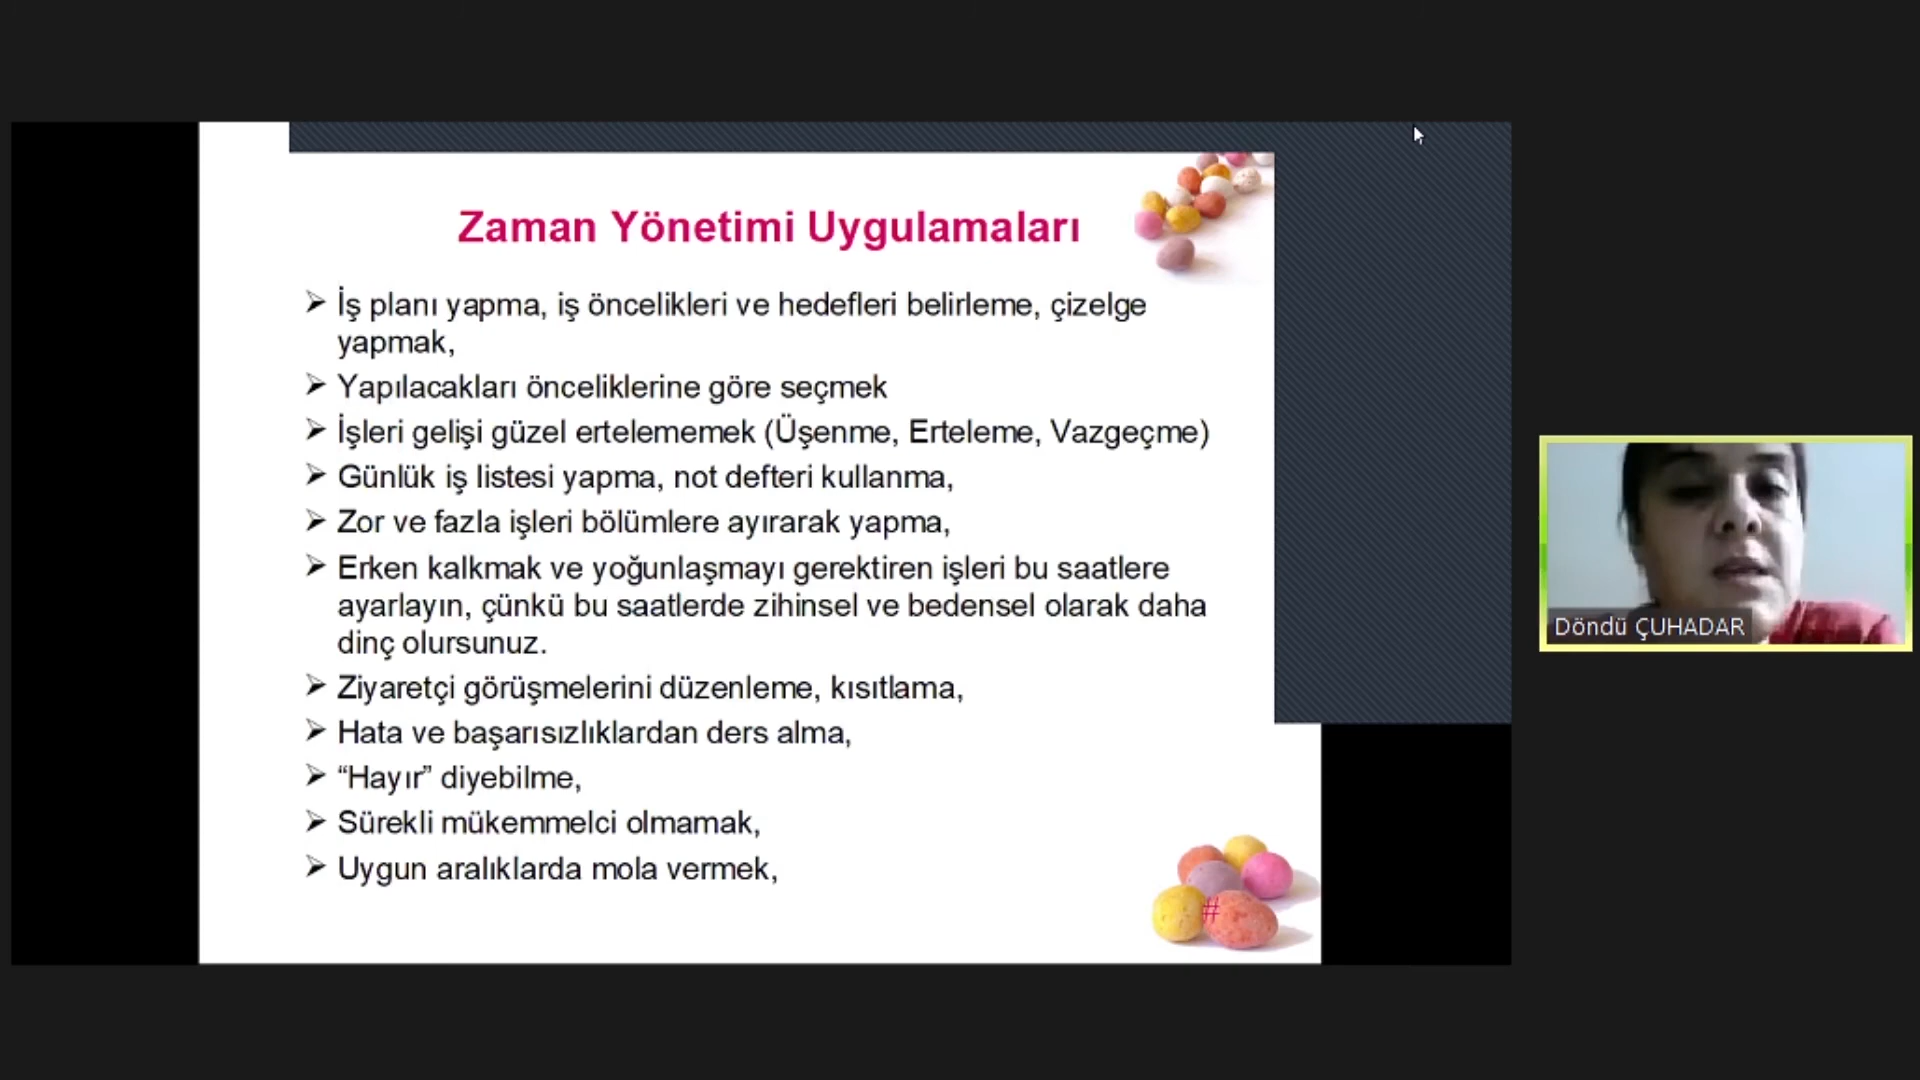 Zaman Yönetimi Uygulamaları
➢ İş planı yapma, iş öncelikleri ve hedefleri belirleme, çizelge
yapmak,
➢ Yapılacakları önceliklerine göre seçmek
➢ İşleri gelişi güzel ertelememek (Üşenme, Erteleme, Vazgeçme)
➢ Günlük iş listesi yapma, not defteri kullanma,
➢ Zor ve fazla işleri bölümlere ayırarak yapma,
➢ Erken kalkmak ve yoğunlaşmayı gerektiren işleri bu saatlere
ayarlayın, çünkü bu saatlerde zihinsel ve bedensel olarak daha
dinç olursunuz.
➢ Ziyaretçi görüşmelerini düzenleme, kısıtlama,
➢ Hata ve başarısızlıklardan ders alma,
➢ “Hayır” diyebilme,
➢ Sürekli mükemmelci olmamak,
➢ Uygun aralıklarda mola vermek,
#
Döndü ÇUHADAR